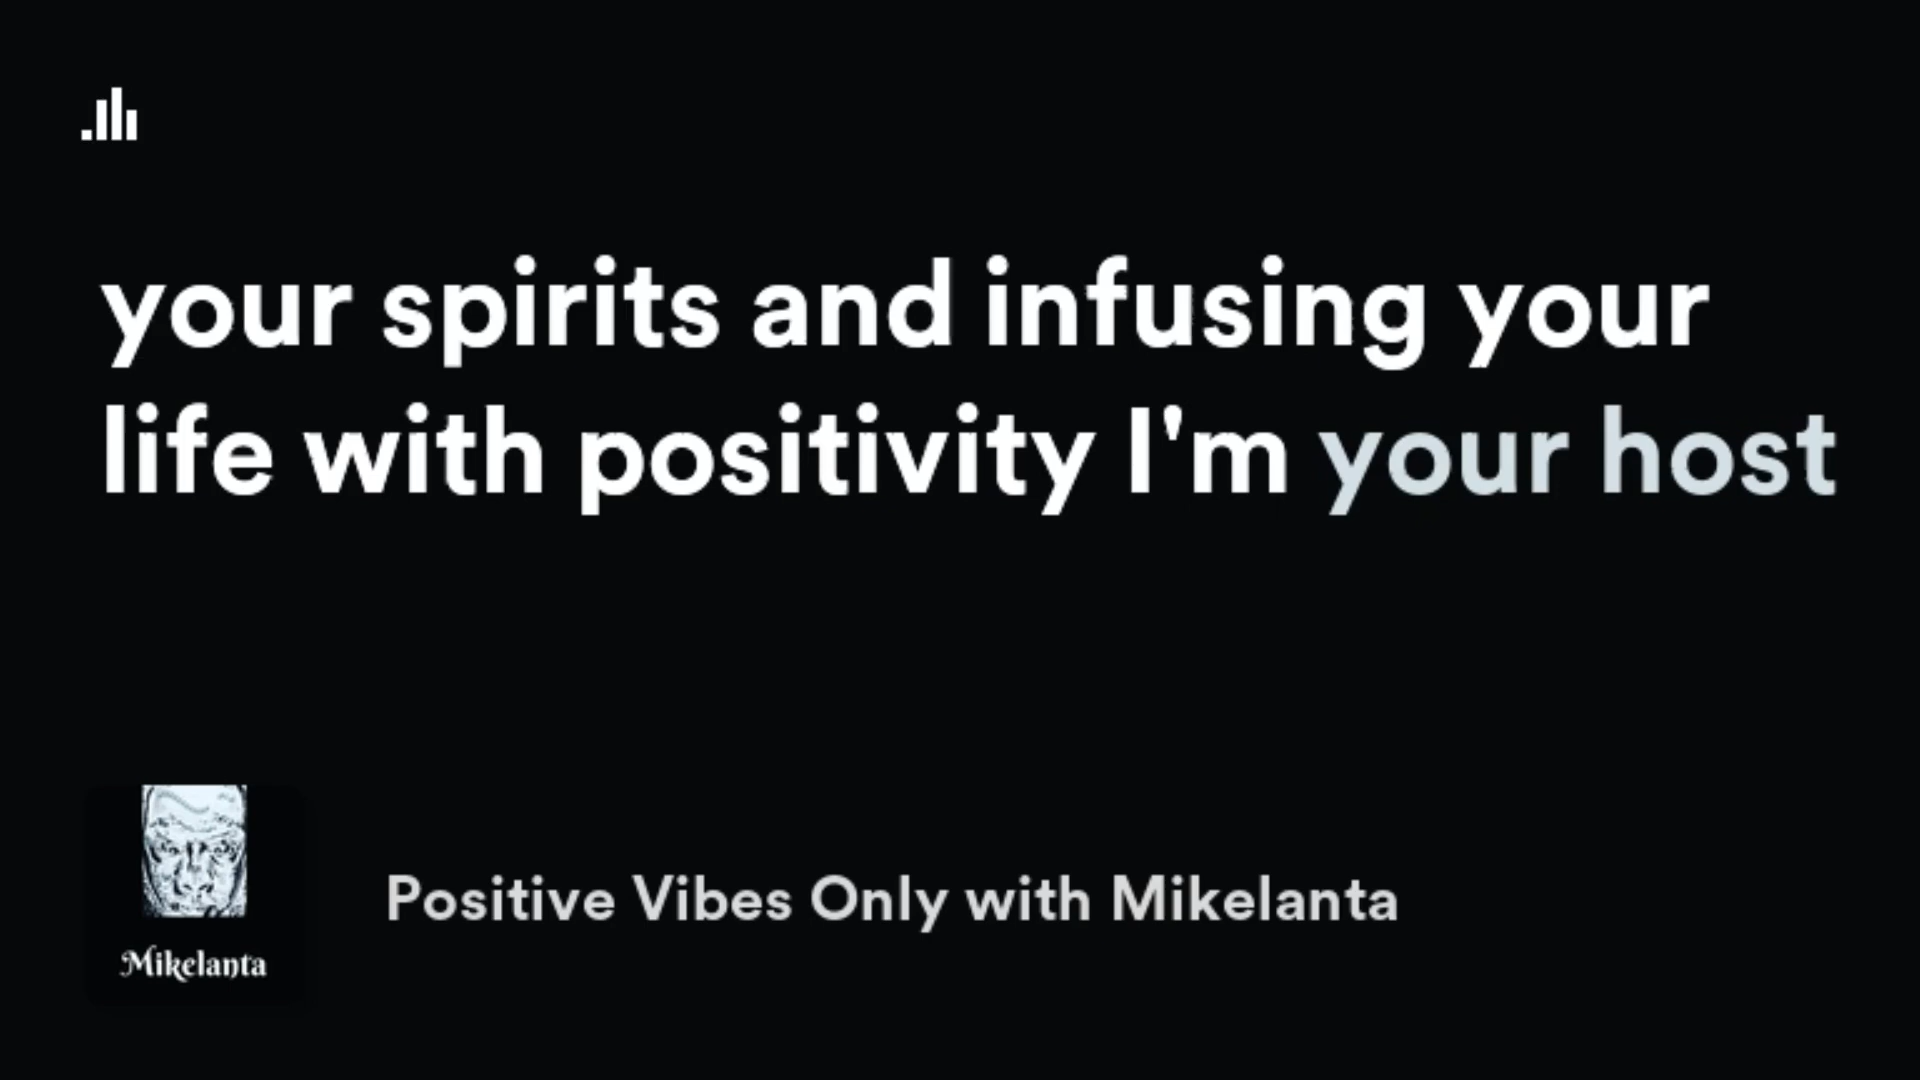 your spirits and infusing your
life with positivity I'm your host
Positive Vibes Only with Mikelanta
Mikelanta